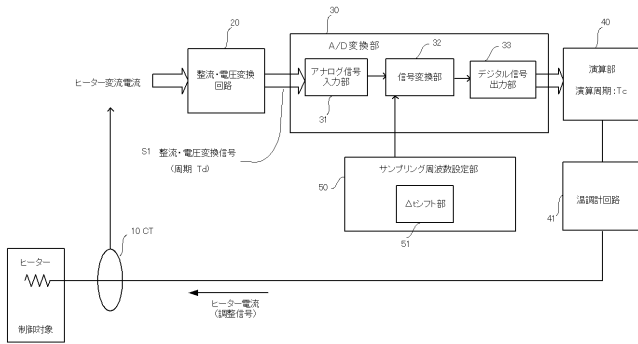 20
30
40
A/D変換部
32
33
ヒーター変流電流
整流・電圧変換
回路
アナログ信号
入力部
31
信号変換部
デジタル信号
出力部
演算部
演算周期:Tc
S1 整流・電圧変換信号
(周期 Td)
50
サンプリング周波数設定部
Δtシフト部
51
温調計回路
41
10 CT
ヒーター
制御対象
ヒーター電流
(調整信号)